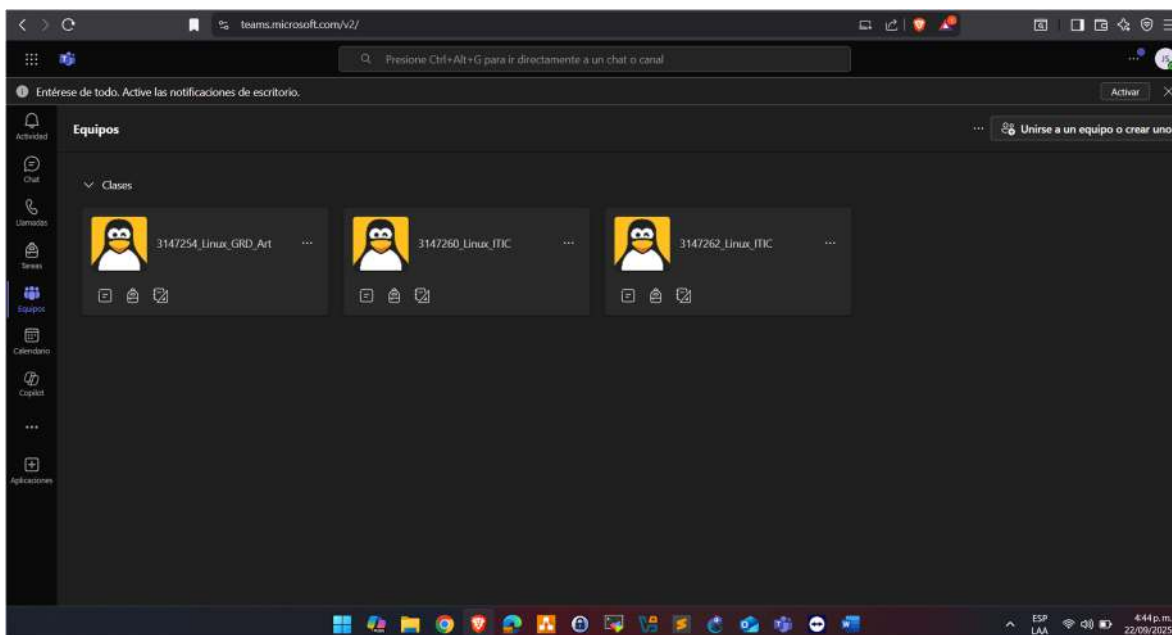 teams.microsoft.com/v2/
Presione Ctrl+Alt+G para ir directamente a un chat o canal
JS
Entérese de todo. Active las notificaciones de escritorio.
Activar
Actividad
Chat
Llamadas
Tareas
Equipos
Calendario
Copilot
Aplicaciones
Equipos
Unirse a un equipo o crear uno
Clases
3147254_Linux_GRD_Art
3147260_Linux_ITIC
3147262_Linux_ITIC
ESP
LAA
4:44 p. m.
22/09/2025